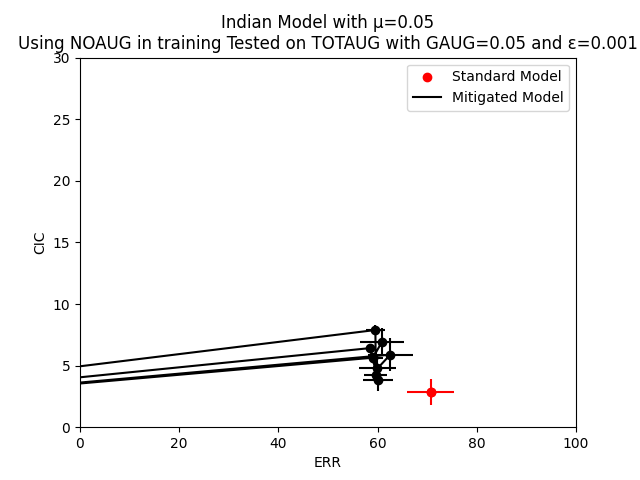 Indian Model with μ=0.05
Using NOAUG in training Tested on TOTAUG with GAUG=0.05 and ε=0.001
Standard Model
Mitigated Model
30
25
20
15
10
5
0
CIC
0 20 40 60 80 100
ERR